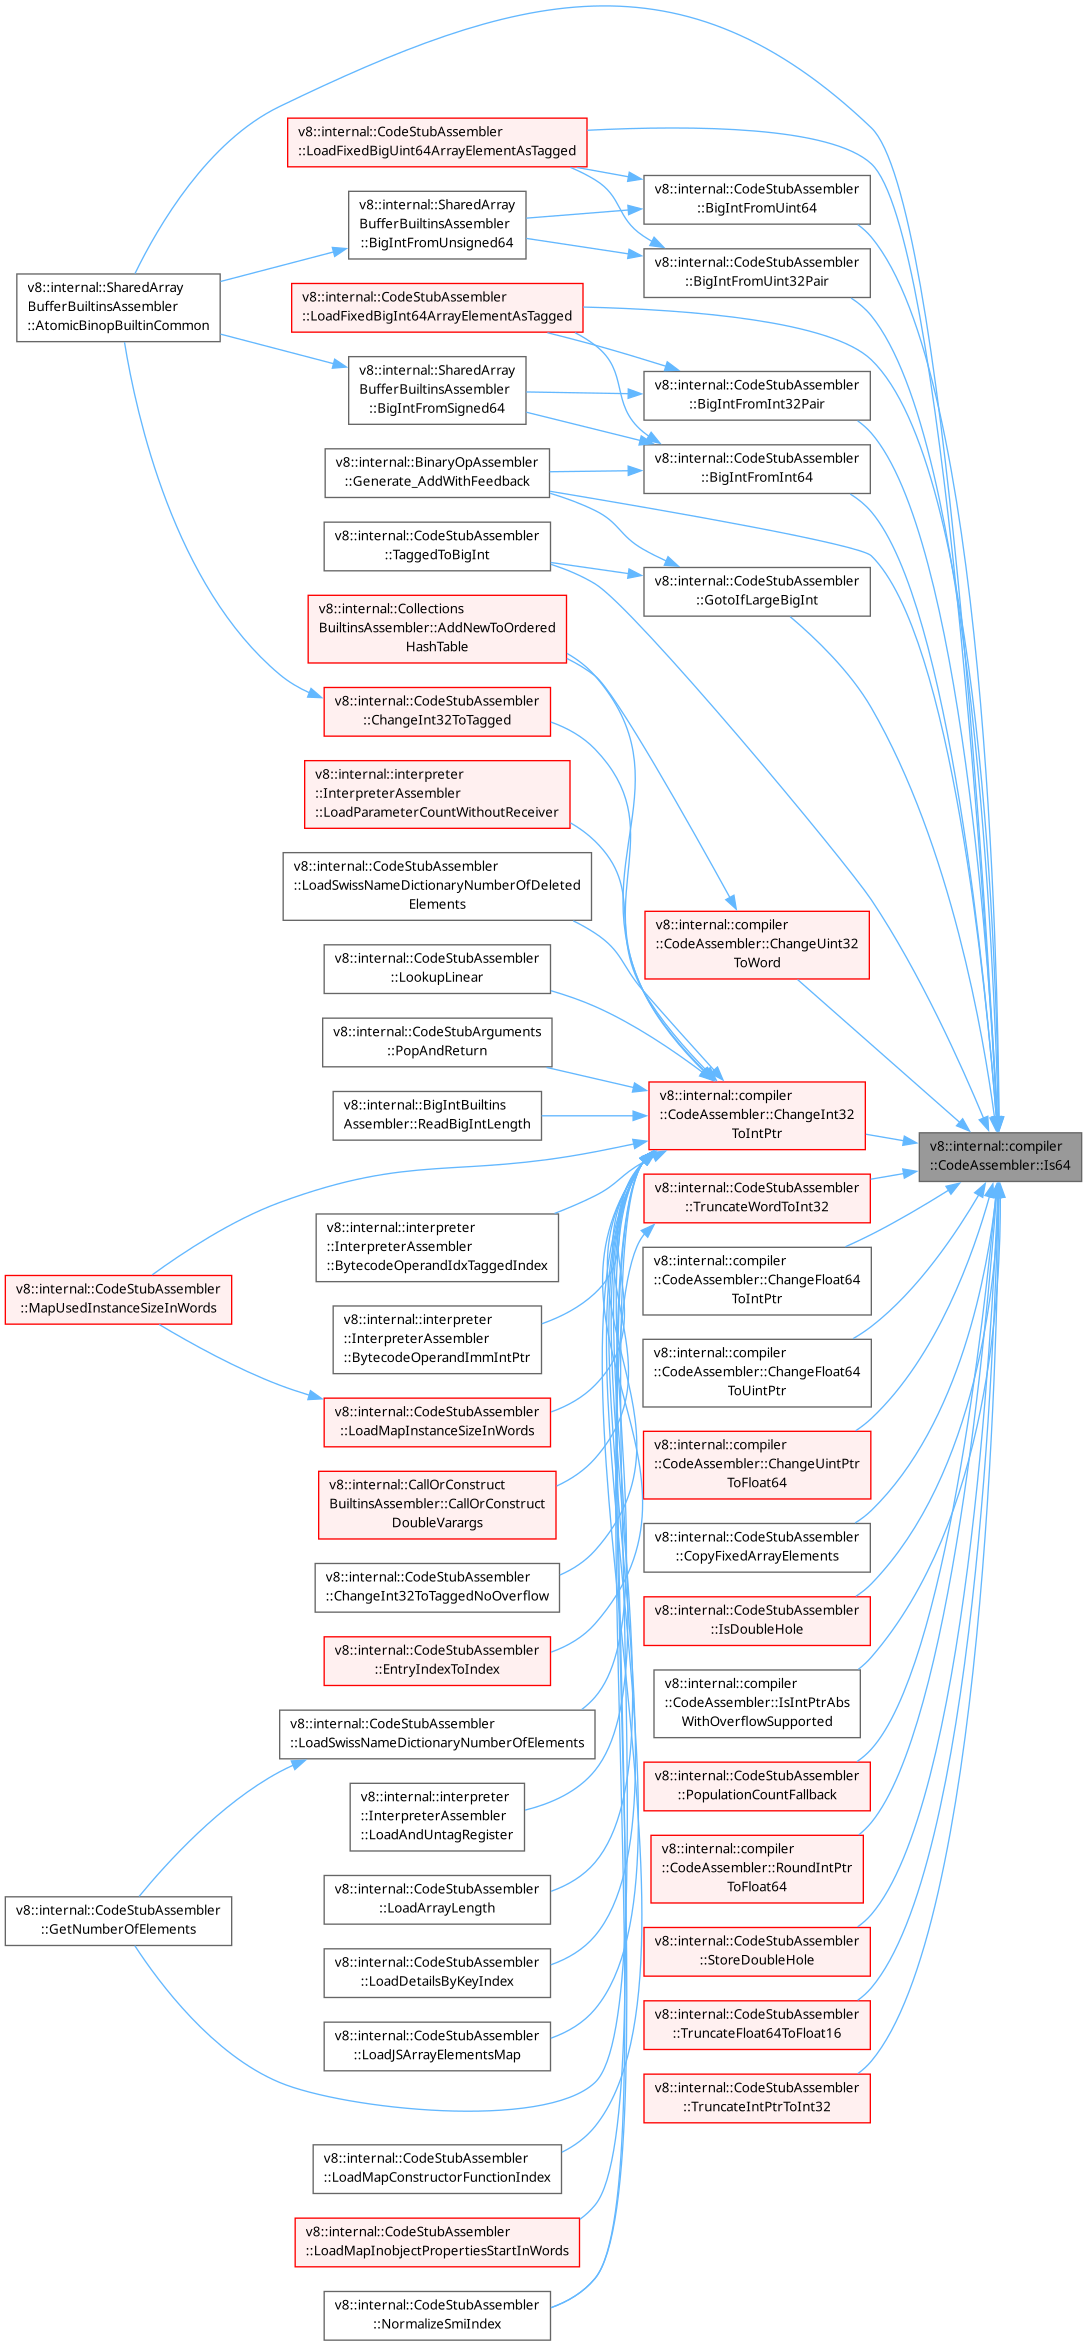 v8::internal::CodeStubAssembler
::LoadFixedBigUint64ArrayElementAsTagged
v8::internal::CodeStubAssembler
::BigIntFromUint64
v8::internal::SharedArray
BufferBuiltinsAssembler
::BigIntFromUnsigned64
v8::internal::CodeStubAssembler
::BigIntFromUint32Pair
v8::internal::SharedArray
BufferBuiltinsAssembler
::AtomicBinopBuiltinCommon
v8::internal::CodeStubAssembler
::LoadFixedBigInt64ArrayElementAsTagged
v8::internal::SharedArray
BufferBuiltinsAssembler
::BigIntFromSigned64
v8::internal::CodeStubAssembler
::BigIntFromInt32Pair
v8::internal::BinaryOpAssembler
::Generate_AddWithFeedback
v8::internal::CodeStubAssembler
::BigIntFromInt64
v8::internal::CodeStubAssembler
::TaggedToBigInt
v8::internal::CodeStubAssembler
::GotoIfLargeBigInt
v8::internal::Collections
BuiltinsAssembler::AddNewToOrdered
HashTable
v8::internal::CodeStubAssembler
::ChangeInt32ToTagged
v8::internal::interpreter
::InterpreterAssembler
::LoadParameterCountWithoutReceiver
v8::internal::CodeStubAssembler
::LoadSwissNameDictionaryNumberOfDeleted
Elements
v8::internal::compiler
::CodeAssembler::ChangeUint32
ToWord
v8::internal::CodeStubAssembler
::LookupLinear
v8::internal::CodeStubArguments
::PopAndReturn
v8::internal::BigIntBuiltins
Assembler::ReadBigIntLength
v8::internal::compiler
::CodeAssembler::ChangeInt32
ToIntPtr
v8::internal::compiler
::CodeAssembler::Is64
v8::internal::CodeStubAssembler
::TruncateWordToInt32
v8::internal::interpreter
::InterpreterAssembler
::BytecodeOperandIdxTaggedIndex
v8::internal::compiler
::CodeAssembler::ChangeFloat64
ToIntPtr
v8::internal::CodeStubAssembler
::MapUsedInstanceSizeInWords
v8::internal::interpreter
::InterpreterAssembler
::BytecodeOperandImmIntPtr
v8::internal::compiler
::CodeAssembler::ChangeFloat64
ToUintPtr
v8::internal::CodeStubAssembler
::LoadMapInstanceSizeInWords
v8::internal::compiler
::CodeAssembler::ChangeUintPtr
ToFloat64
v8::internal::CallOrConstruct
BuiltinsAssembler::CallOrConstruct
DoubleVarargs
v8::internal::CodeStubAssembler
::CopyFixedArrayElements
v8::internal::CodeStubAssembler
::ChangeInt32ToTaggedNoOverflow
v8::internal::CodeStubAssembler
::IsDoubleHole
v8::internal::CodeStubAssembler
::EntryIndexToIndex
v8::internal::compiler
::CodeAssembler::IsIntPtrAbs
WithOverflowSupported
v8::internal::CodeStubAssembler
::LoadSwissNameDictionaryNumberOfElements
v8::internal::CodeStubAssembler
::PopulationCountFallback
v8::internal::interpreter
::InterpreterAssembler
::LoadAndUntagRegister
v8::internal::compiler
::CodeAssembler::RoundIntPtr
ToFloat64
v8::internal::CodeStubAssembler
::GetNumberOfElements
v8::internal::CodeStubAssembler
::LoadArrayLength
v8::internal::CodeStubAssembler
::StoreDoubleHole
v8::internal::CodeStubAssembler
::LoadDetailsByKeyIndex
v8::internal::CodeStubAssembler
::TruncateFloat64ToFloat16
v8::internal::CodeStubAssembler
::LoadJSArrayElementsMap
v8::internal::CodeStubAssembler
::TruncateIntPtrToInt32
v8::internal::CodeStubAssembler
::LoadMapConstructorFunctionIndex
v8::internal::CodeStubAssembler
::LoadMapInobjectPropertiesStartInWords
v8::internal::CodeStubAssembler
::NormalizeSmiIndex